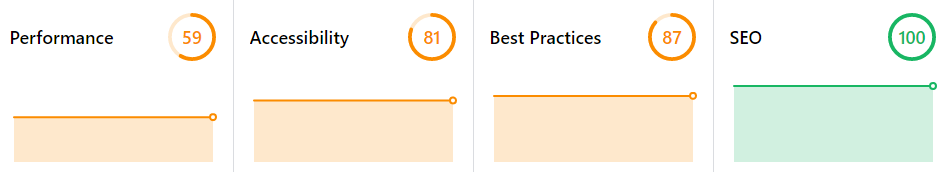 Performance 59
Accessibility 81
Best Practices 87
SEO 100